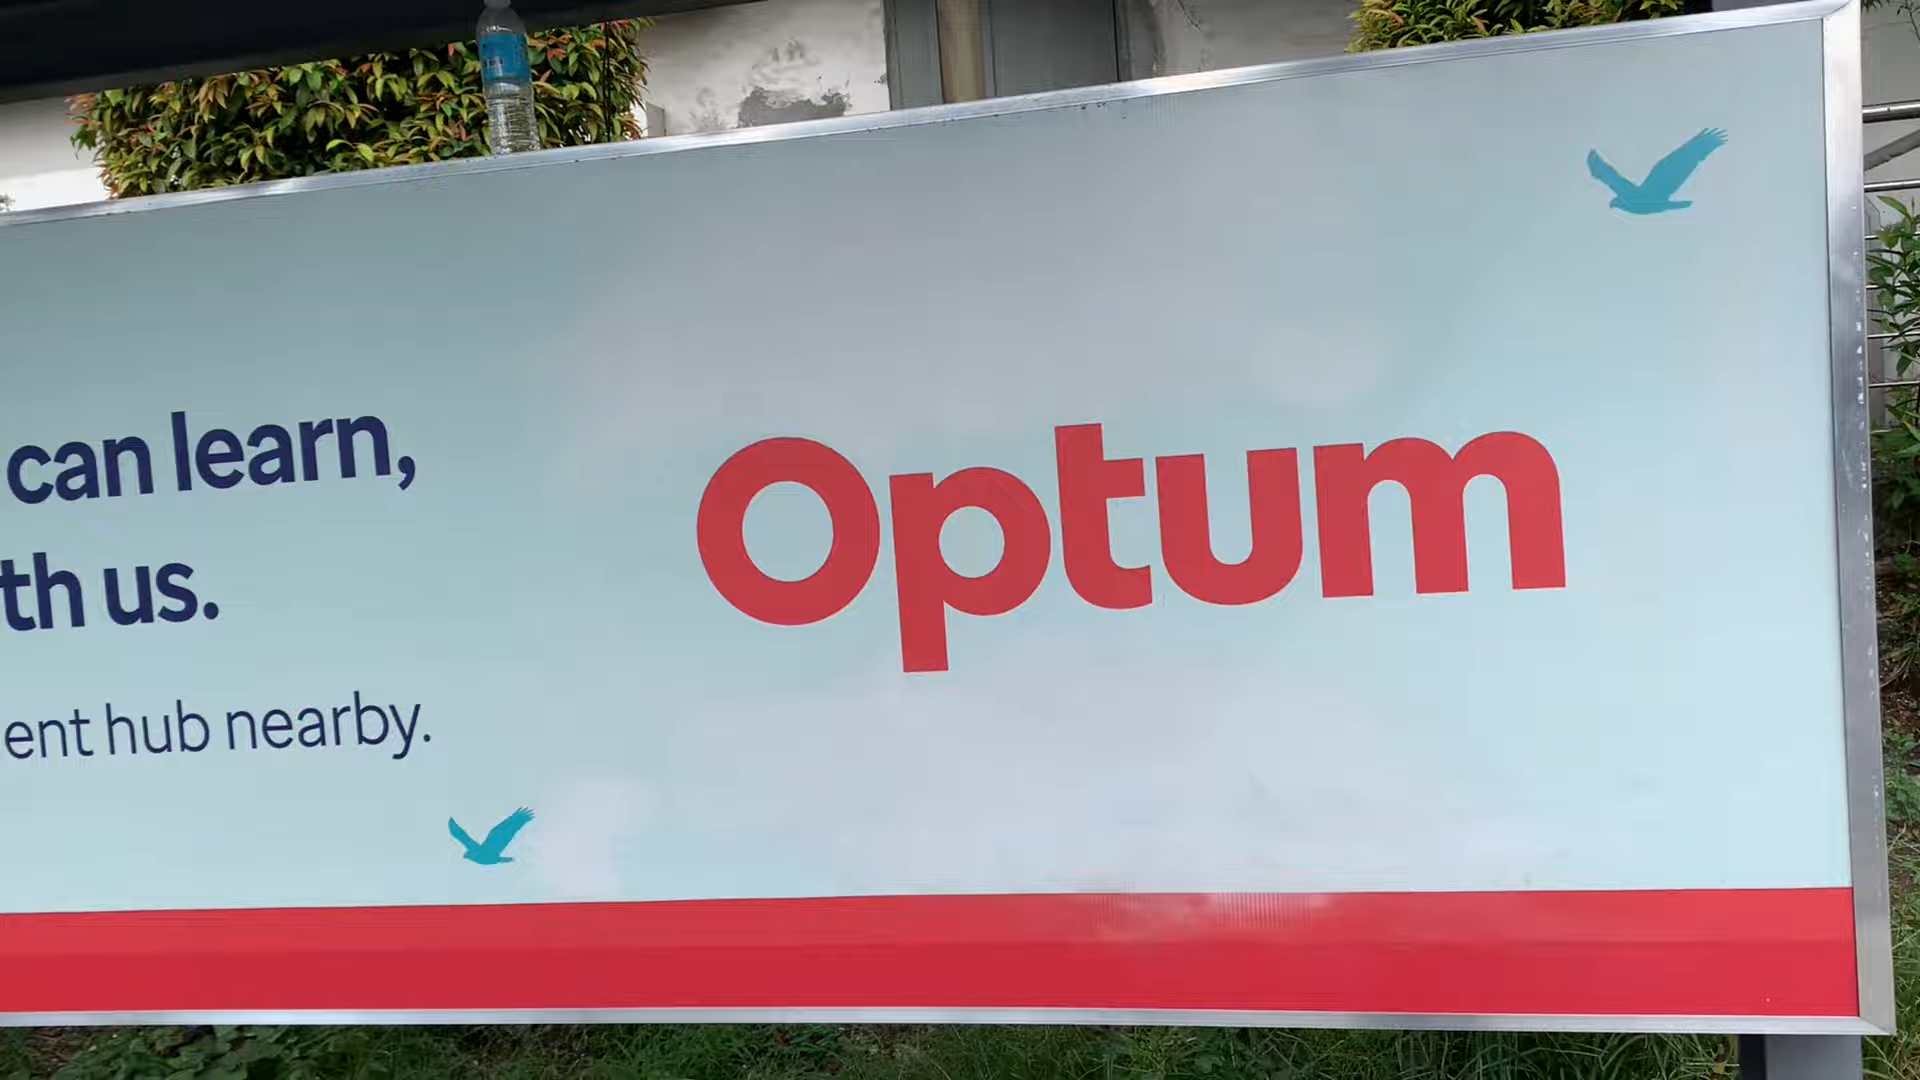 can learn,
th us.
ent hub nearby.
Optum